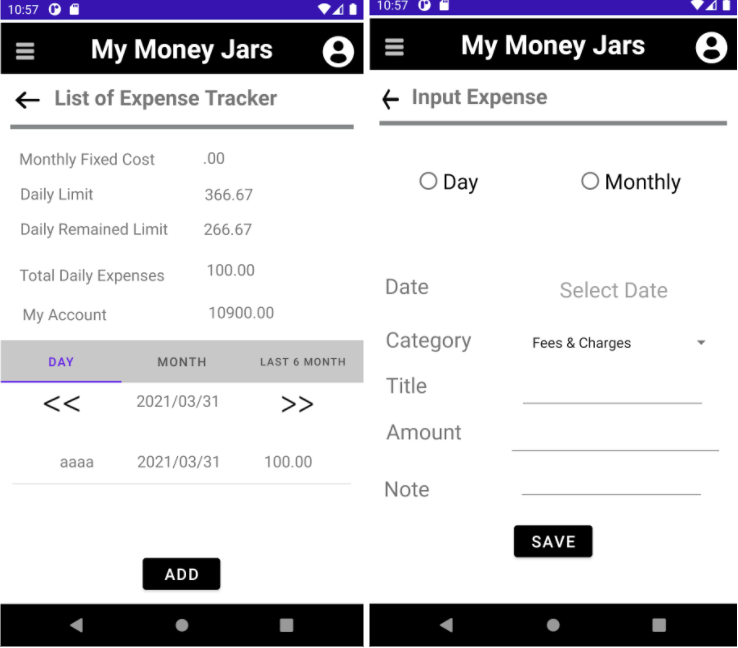 10:57
My Money Jars
List of Expense Tracker
Monthly Fixed Cost .00
Daily Limit 366.67
Daily Remained Limit 266.67
Total Daily Expenses 100.00
My Account 10900.00
DAY MONTH LAST 6 MONTH
<< 2021/03/31 >>
aaaa 2021/03/31 100.00
ADD
10:57
My Money Jars
Input Expense
Day Monthly
Date Select Date
Category Fees & Charges
Title
Amount
Note
SAVE